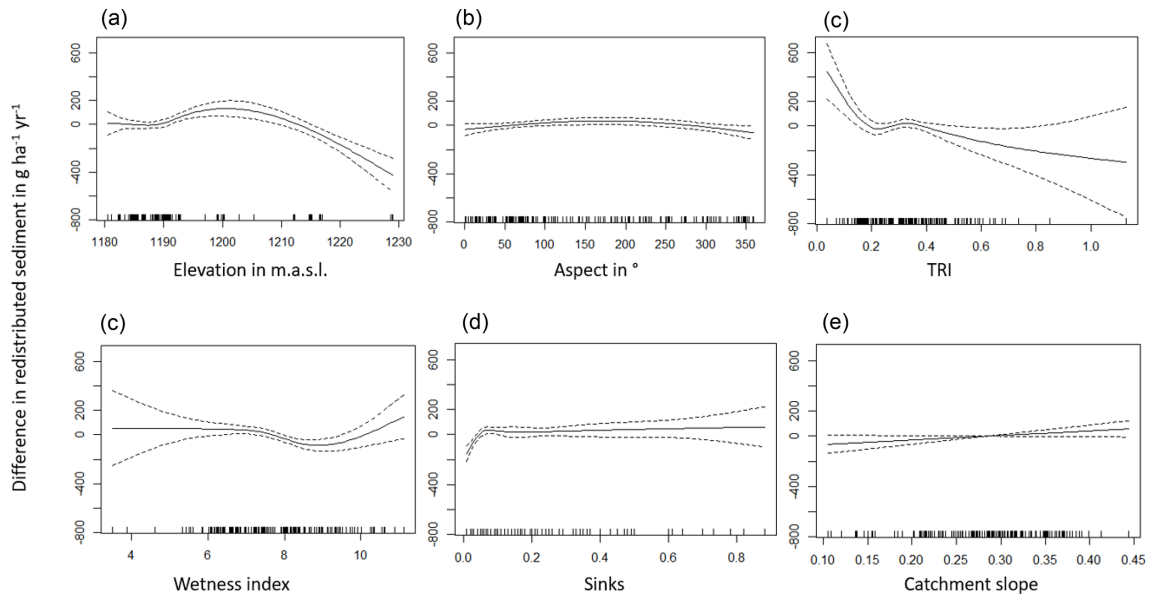 Difference in redistributed sediment in g ha⁻¹ yr⁻¹
(a)
600
200
0
-400
-800
1180 1190 1200 1210 1220 1230
Elevation in m.a.s.l.
(b)
600
200
0
-400
-800
0 50 100 150 200 250 300 350
Aspect in °
(c)
600
200
0
-400
-800
0.0 0.2 0.4 0.6 0.8 1.0
TRI
(c)
600
200
0
-400
-800
4 6 8 10
Wetness index
(d)
600
200
0
-400
-800
0.0 0.2 0.4 0.6 0.8
Sinks
(e)
600
200
0
-400
-800
0.10 0.15 0.20 0.25 0.30 0.35 0.40 0.45
Catchment slope